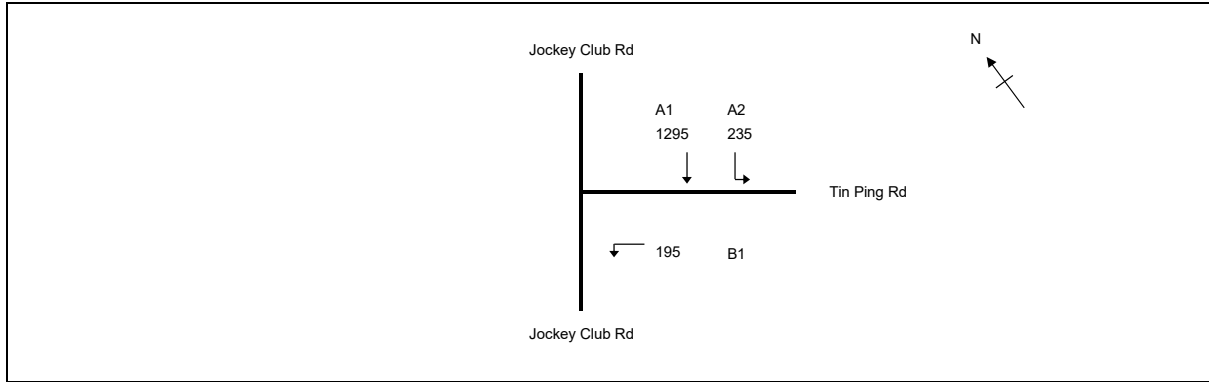 Jockey Club Rd
N
A1 A2
1295 235
Tin Ping Rd
195 B1
Jockey Club Rd